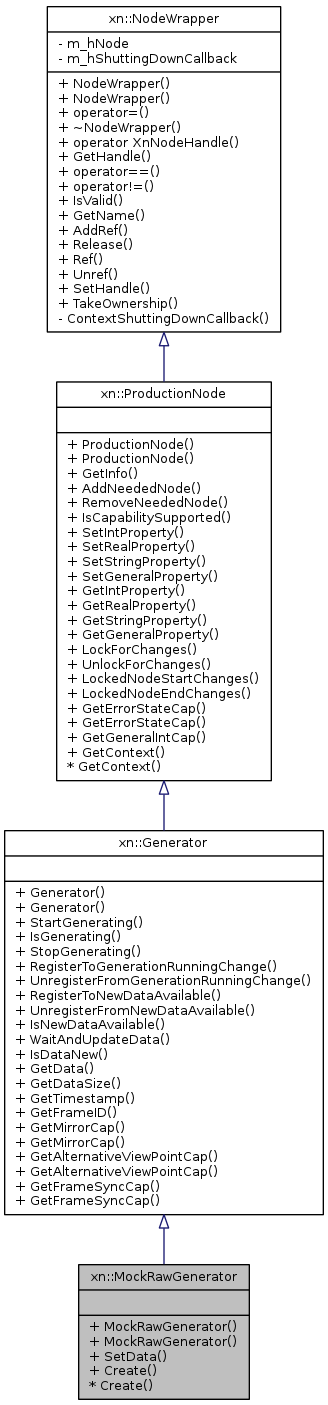 xn::NodeWrapper
- m_hNode
- m_hShuttingDownCallback
+ NodeWrapper()
+ NodeWrapper()
+ operator=()
+ ~NodeWrapper()
+ operator XnNodeHandle()
+ GetHandle()
+ operator==()
+ operator!=()
+ IsValid()
+ GetName()
+ AddRef()
+ Release()
+ Ref()
+ Unref()
+ SetHandle()
+ TakeOwnership()
- ContextShuttingDownCallback()
xn::ProductionNode
+ ProductionNode()
+ ProductionNode()
+ GetInfo()
+ AddNeededNode()
+ RemoveNeededNode()
+ IsCapabilitySupported()
+ SetIntProperty()
+ SetRealProperty()
+ SetStringProperty()
+ SetGeneralProperty()
+ GetIntProperty()
+ GetRealProperty()
+ GetStringProperty()
+ GetGeneralProperty()
+ LockForChanges()
+ UnlockForChanges()
+ LockedNodeStartChanges()
+ LockedNodeEndChanges()
+ GetErrorStateCap()
+ GetErrorStateCap()
+ GetGeneralIntCap()
+ GetContext()
* GetContext()
xn::Generator
+ Generator()
+ Generator()
+ StartGenerating()
+ IsGenerating()
+ StopGenerating()
+ RegisterToGenerationRunningChange()
+ UnregisterFromGenerationRunningChange()
+ RegisterToNewDataAvailable()
+ UnregisterFromNewDataAvailable()
+ IsNewDataAvailable()
+ WaitAndUpdateData()
+ IsDataNew()
+ GetData()
+ GetDataSize()
+ GetTimestamp()
+ GetFrameID()
+ GetMirrorCap()
+ GetMirrorCap()
+ GetAlternativeViewPointCap()
+ GetAlternativeViewPointCap()
+ GetFrameSyncCap()
+ GetFrameSyncCap()
xn::MockRawGenerator
+ MockRawGenerator()
+ MockRawGenerator()
+ SetData()
+ Create()
* Create()